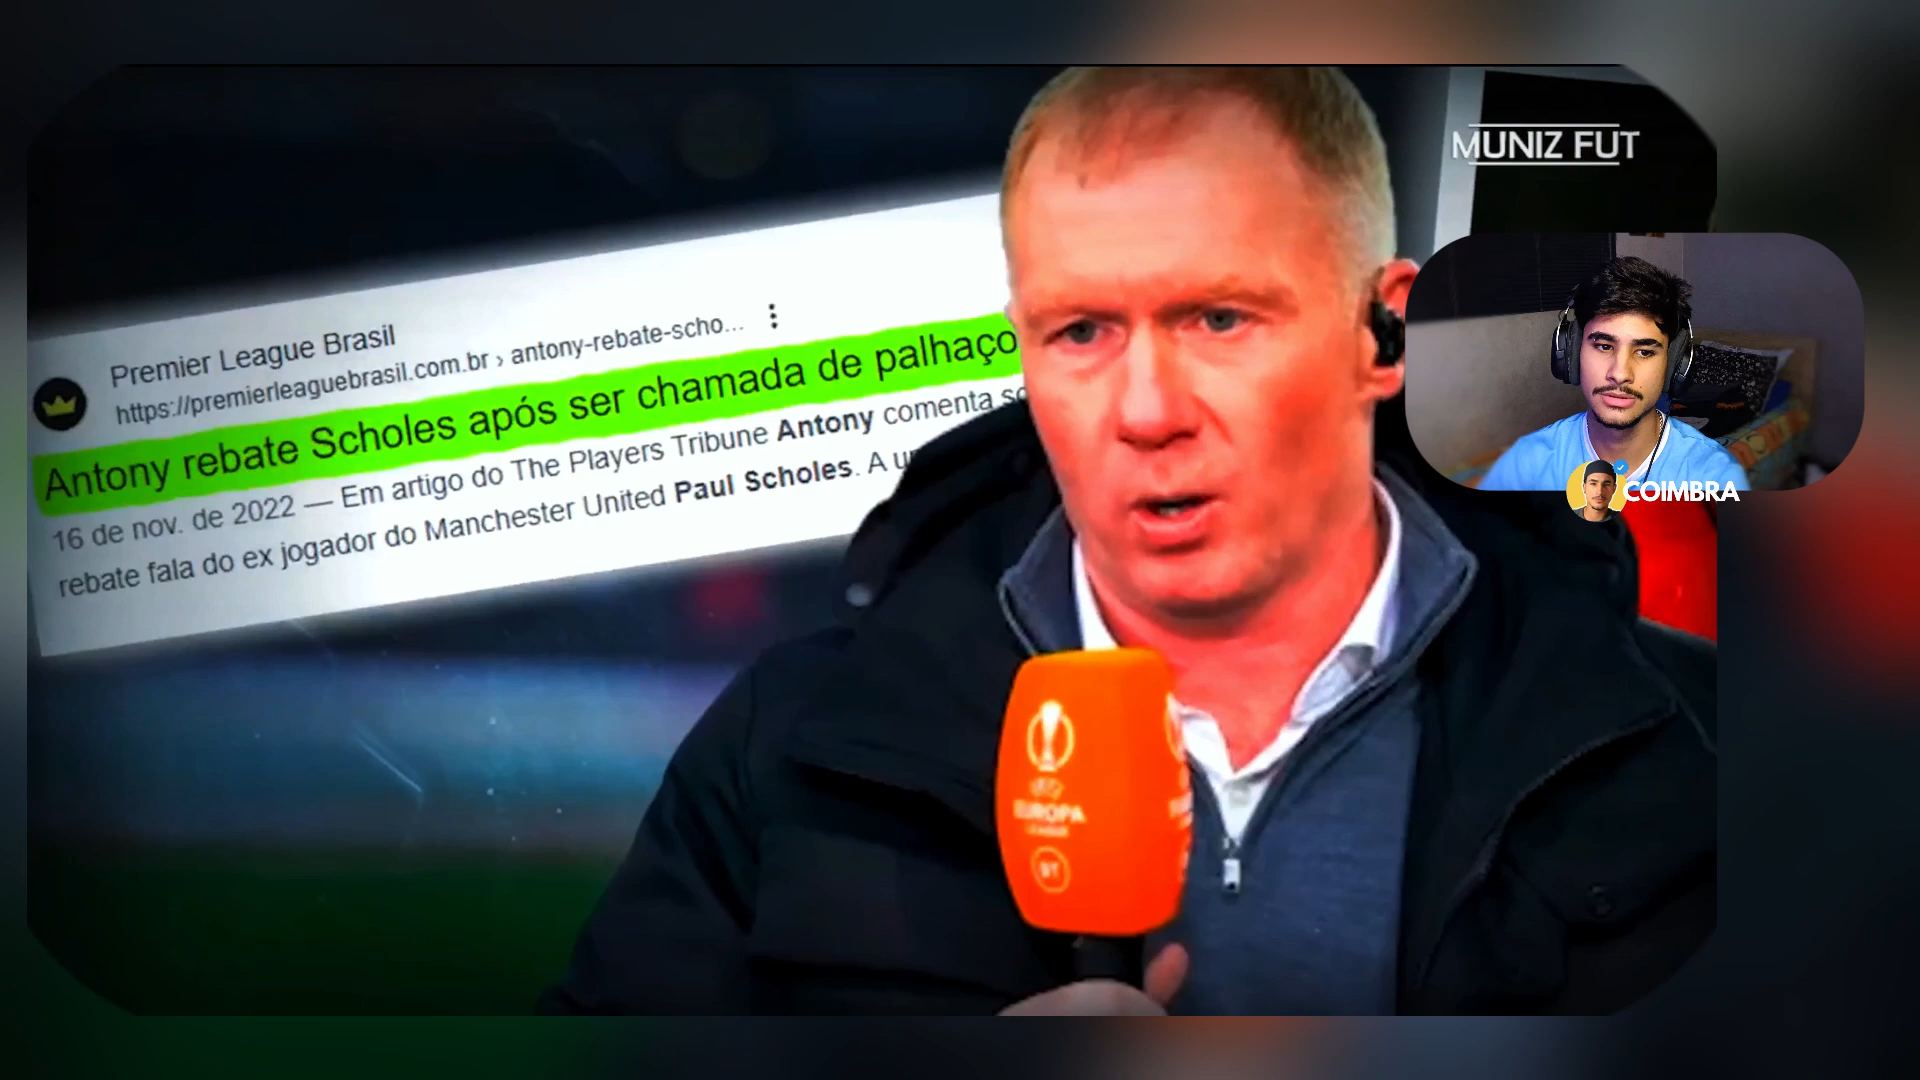 MUNIZ FUT
Premier League Brasil
https://premierleaguebrasil.com.br › antony-rebate-scho...
Antony rebate Scholes após ser chamada de palhaço
16 de nov. de 2022 — Em artigo do The Players Tribune Antony comenta
rebate fala do ex jogador do Manchester United Paul Scholes. A
COIMBRA
EUROPA
LEAGUE
BT